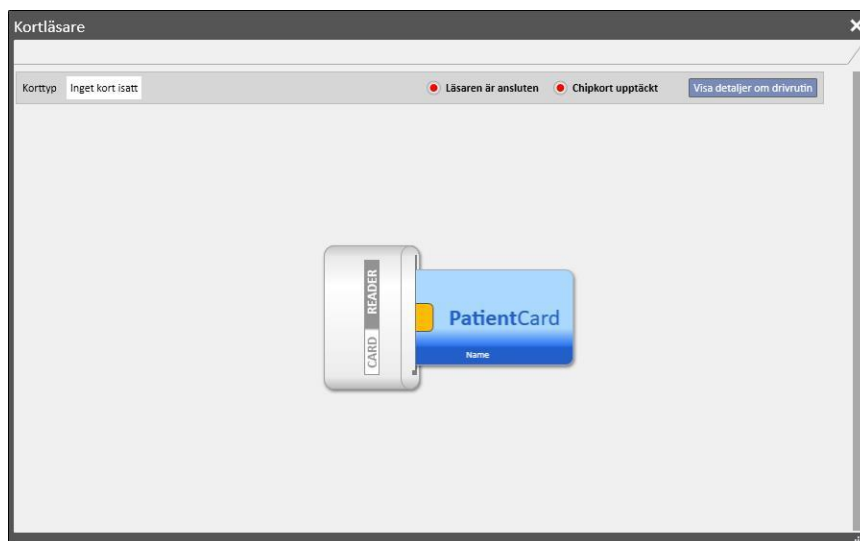 Kortläsare
Korttyp Inget kort isatt Läsaren är ansluten Chipkort upptäckt Visa detaljer om drivrutin
CARD READER
PatientCard
Name